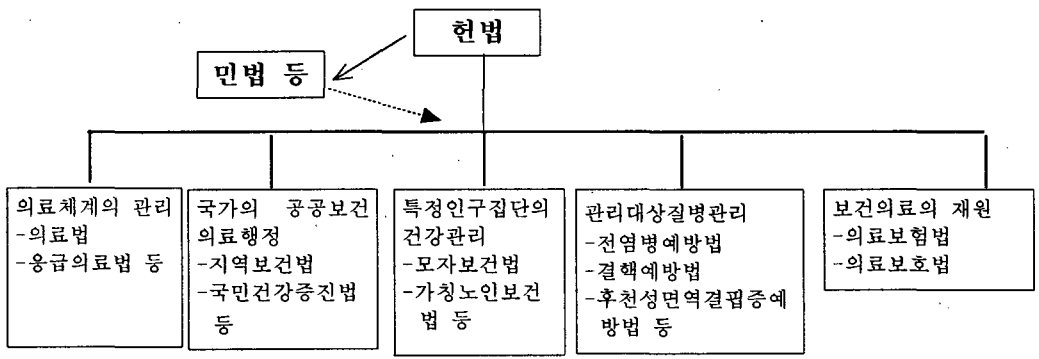 헌법
민법 등
의료체계의 관리
-의료법
-응급의료법 등
국가의 공공보건
의료행정
-지역보건법
-국민건강증진법
등
특정인구집단의
건강관리
-모자보건법
-가칭노인보건
법 등
관리대상질병관리
-전염병예방법
-결핵예방법
-후천성면역결핍증예
방법 등
보건의료의 재원
-의료보험법
-의료보호법